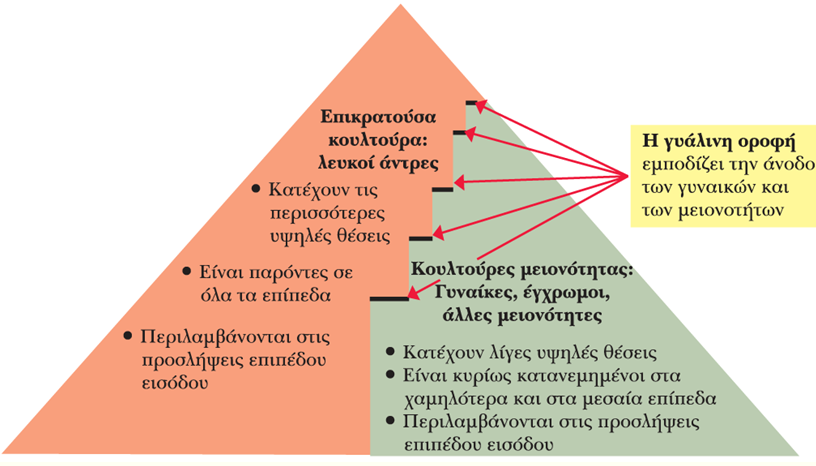 Επικρατούσα
κουλτούρα:
λευκοί άντρες
• Κατέχουν τις
περισσότερες
υψηλές θέσεις
• Είναι παρόντες σε
όλα τα επίπεδα
• Περιλαμβάνονται στις
προσλήψεις επιπέδου
εισόδου
Η γυάλινη οροφή
εμποδίζει την άνοδο
των γυναικών και
των μειονοτήτων
Κουλτούρες μειονότητας:
Γυναίκες, έγχρωμοι,
άλλες μειονότητες
• Κατέχουν λίγες υψηλές θέσεις
• Είναι κυρίως κατανεμημένοι στα
χαμηλότερα και στα μεσαία επίπεδα
• Περιλαμβάνονται στις προσλήψεις
επιπέδου εισόδου